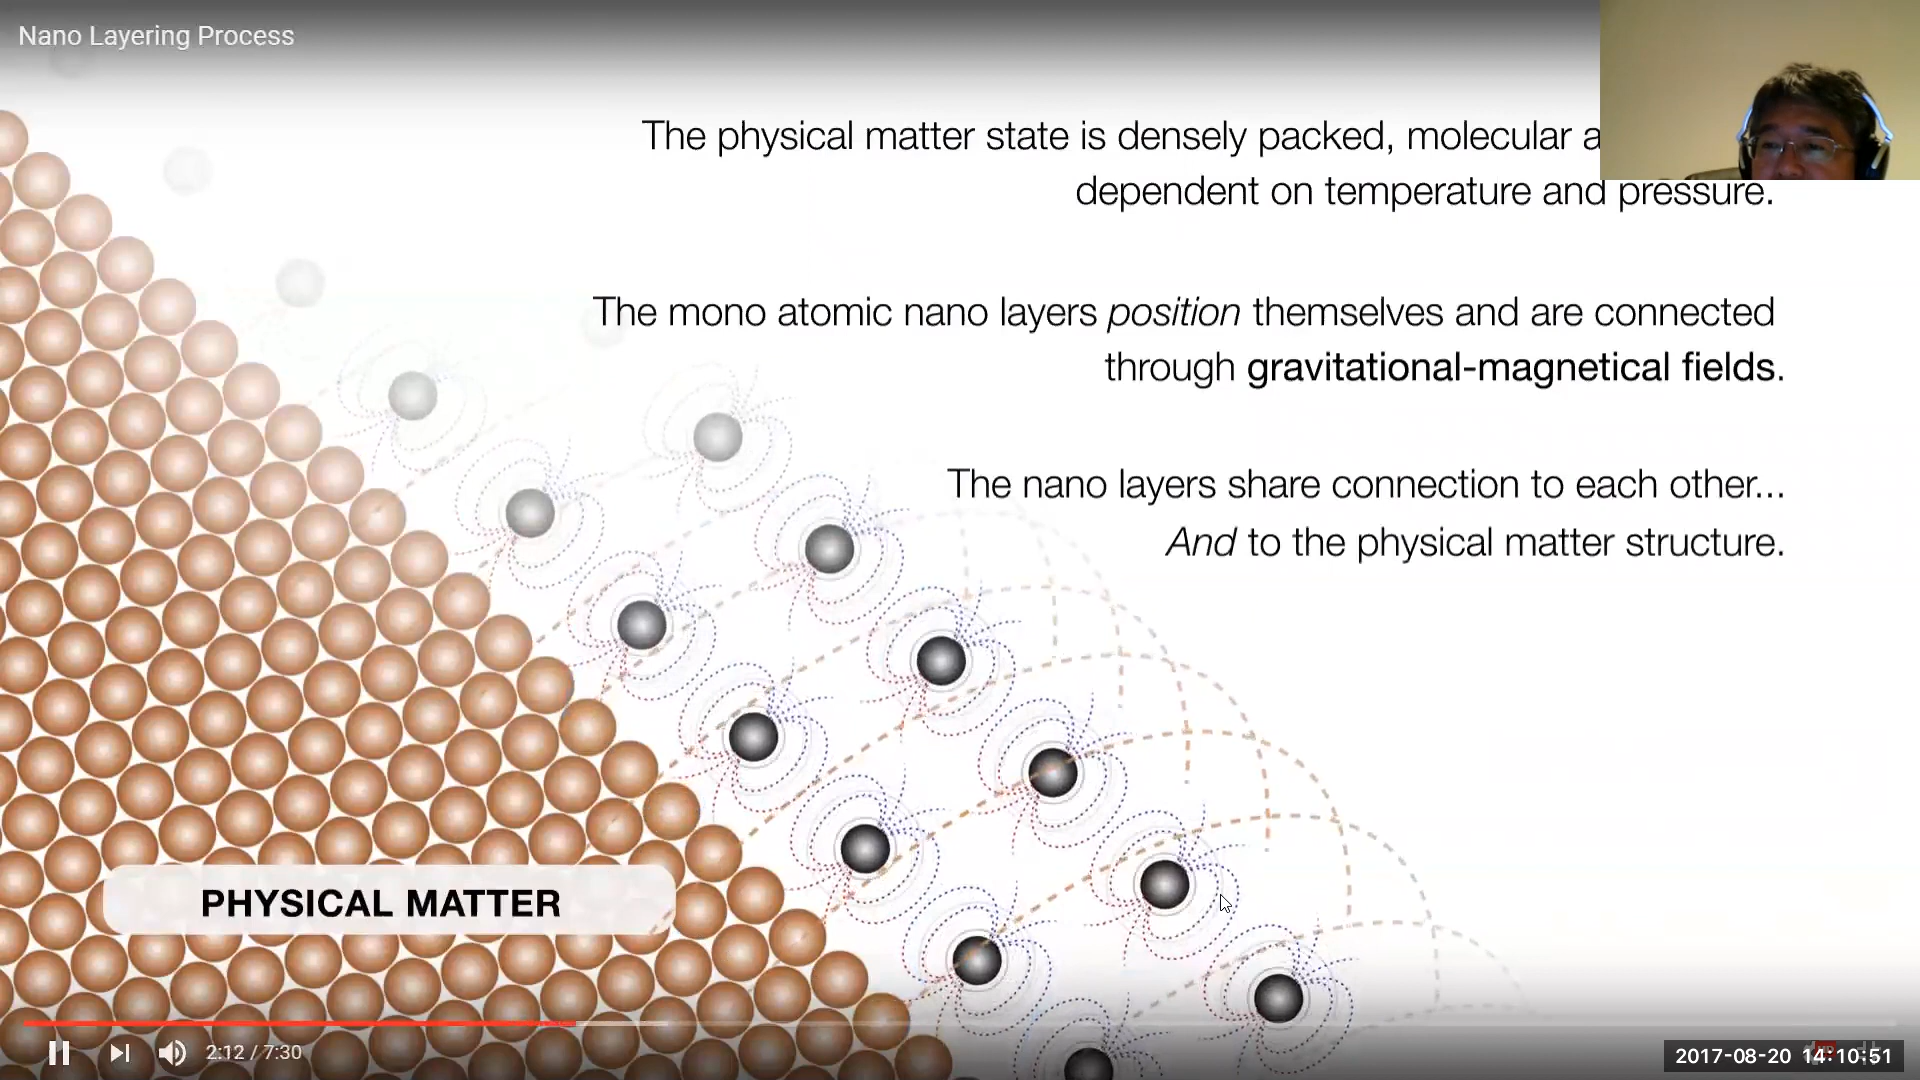 Nano Layering Process
The physical matter state is densely packed, molecular
dependent on temperature and pressure.
The mono atomic nano layers position themselves and are connected
through gravitational-magnetical fields.
The nano layers share connection to each other...
And to the physical matter structure.
PHYSICAL MATTER
2:12 / 7:30
2017-08-20 14:10:51